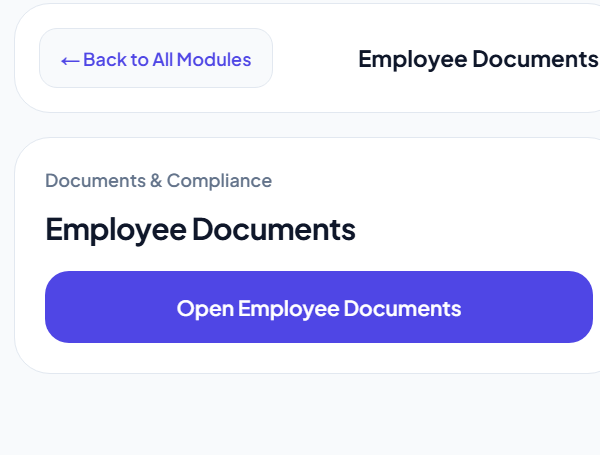 ← Back to All Modules
Employee Documents
Documents & Compliance
Employee Documents
Open Employee Documents